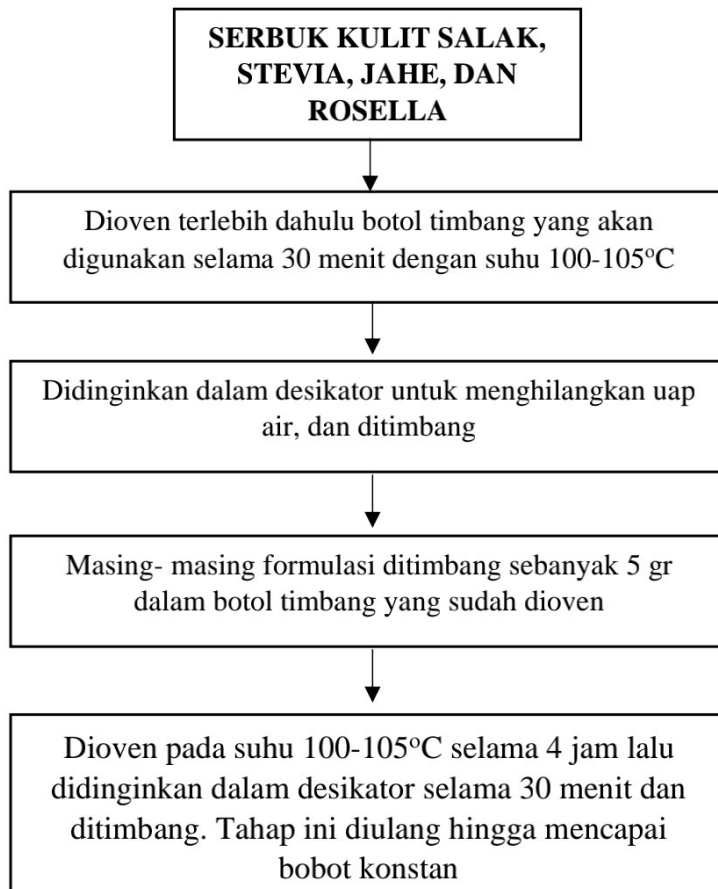 SERBUK KULIT SALAK,
STEVIA, JAHE, DAN
ROSELLA
Dioven terlebih dahulu botol timbang yang akan
digunakan selama 30 menit dengan suhu 100-105°C
Didinginkan dalam desikator untuk menghilangkan uap
air, dan ditimbang
Masing- masing formulasi ditimbang sebanyak 5 gr
dalam botol timbang yang sudah dioven
Dioven pada suhu 100-105°C selama 4 jam lalu
didinginkan dalam desikator selama 30 menit dan
ditimbang. Tahap ini diulang hingga mencapai
bobot konstan